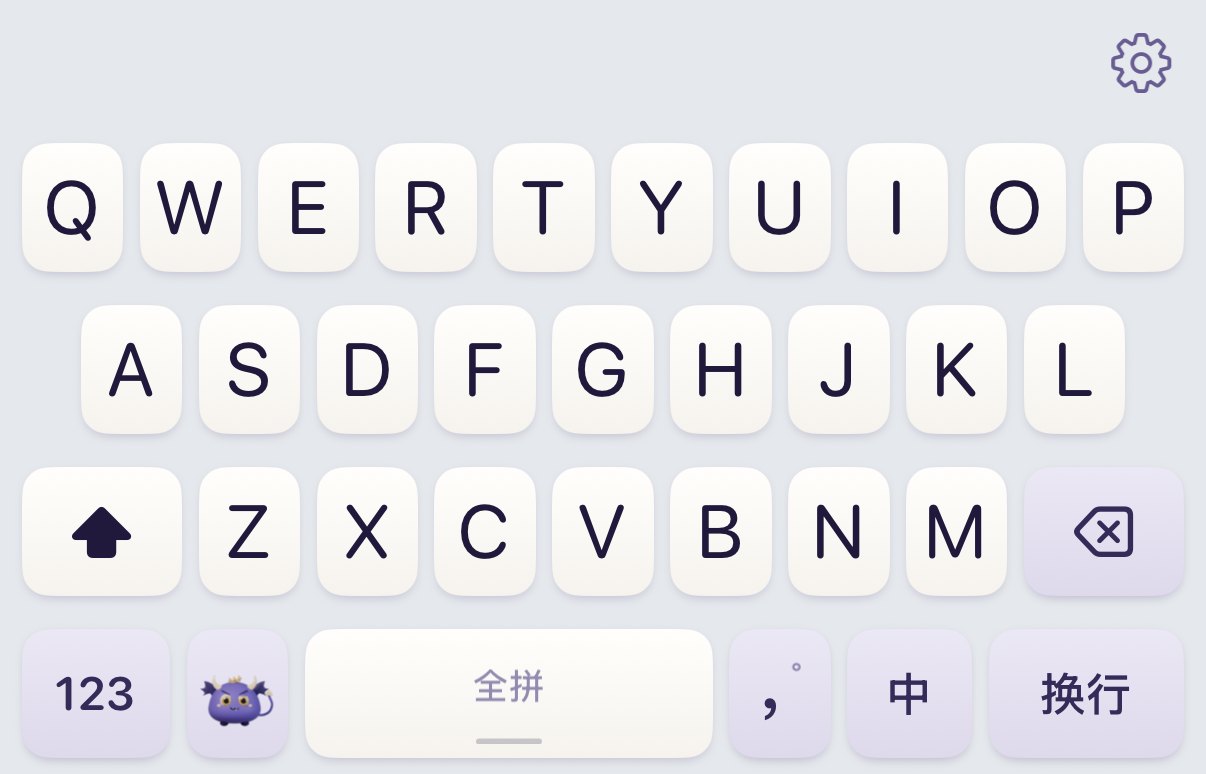 Q W E R T Y U I O P
A S D F G H J K L
Z X C V B N M
123 全拼 ，。 中 换行